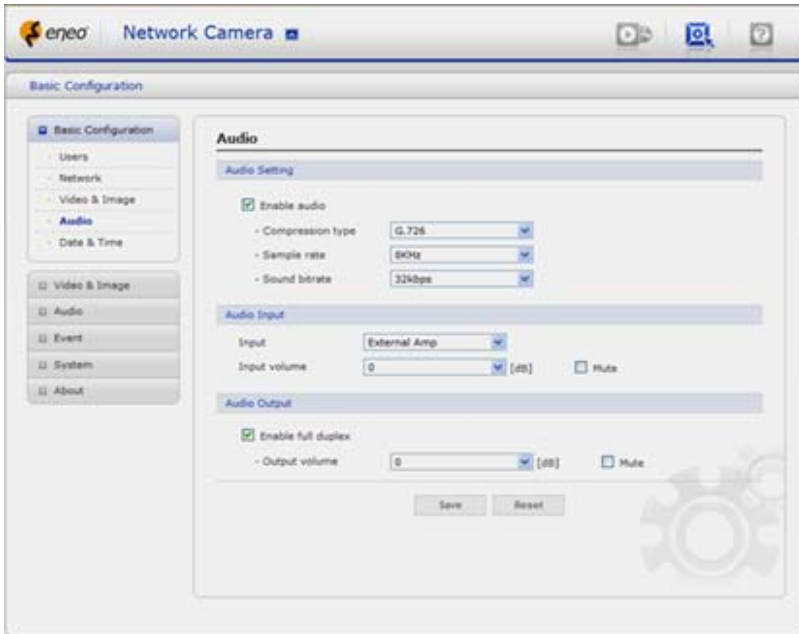 eneo Network Camera
Basic Configuration
Basic Configuration
Users
Network
Video & Image
Audio
Date & Time
Video & Image
Audio
Event
System
About
Audio
Audio Setting
Enable audio
- Compression type G.726
- Sample rate 8KHz
- Sound bitrate 32kbps
Audio Input
Input External Amp
Input volume 0 [dB] Mute
Audio Output
Enable full duplex
- Output volume 0 [dB] Mute
Save Reset